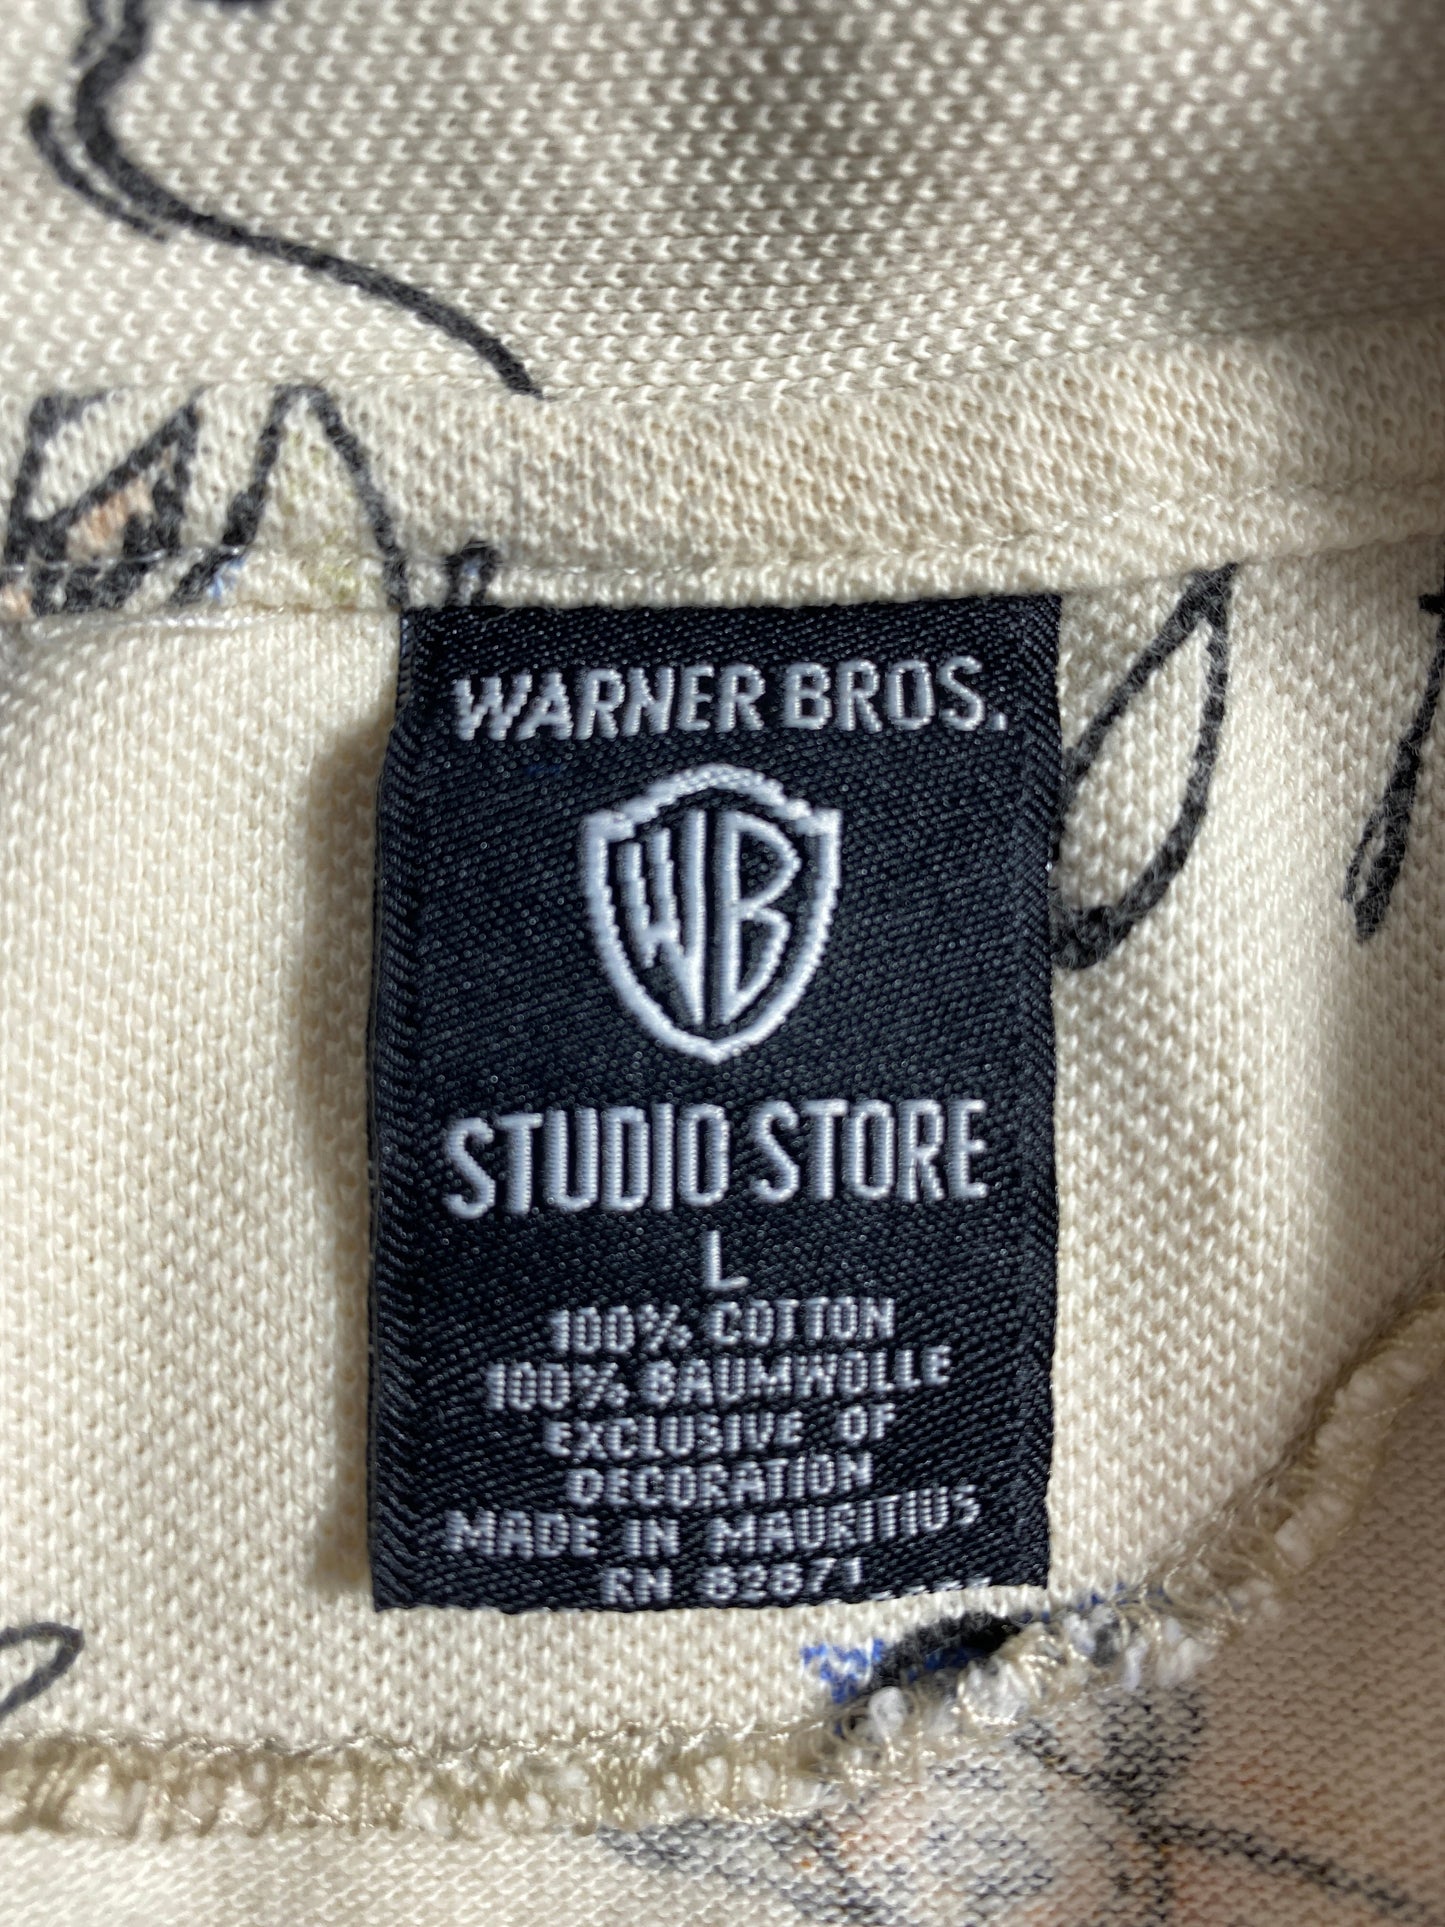 WARNER BROS.
WB
STUDIO STORE
L
100% COTTON
100% BAUMWOLLE
EXCLUSIVE OF
DECORATION
MADE IN MAURITIUS
RN 82871